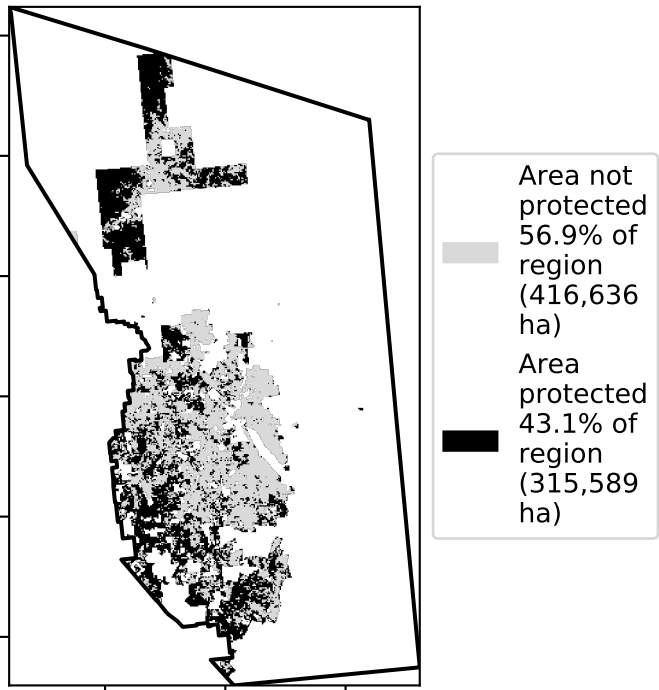 Area not
protected
56.9% of
region
(416,636
ha)
Area
protected
43.1% of
region
(315,589
ha)